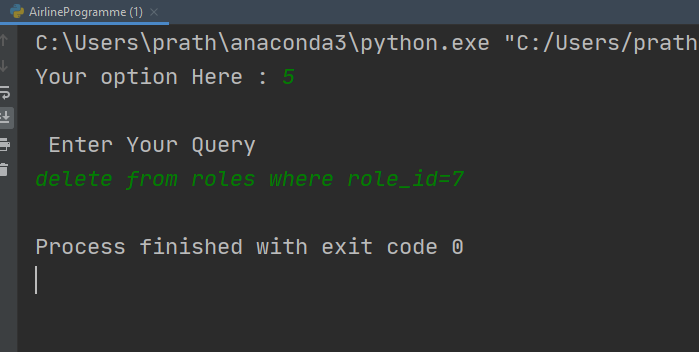 AirlineProgramme (1)
C:\Users\prath\anaconda3\python.exe "C:/Users/prath
Your option Here : 5
Enter Your Query
delete from roles where role_id=7
Process finished with exit code 0